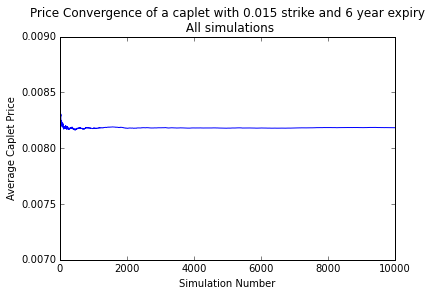 Price Convergence of a caplet with 0.015 strike and 6 year expiry
All simulations
0.0090
0.0085
0.0080
0.0075
0.0070
Average Caplet Price
0
2000
4000
6000
8000
10000
Simulation Number